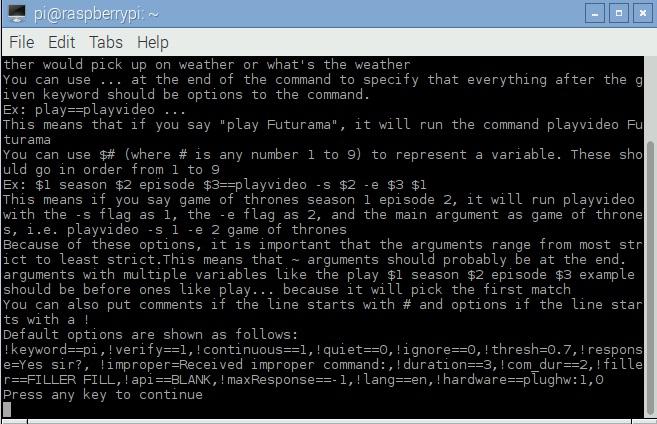 pi@raspberrypi: ~
File Edit Tabs Help
ther would pick up on weather or what's the weather
You can use ... at the end of the command to specify that everything after the g
iven keyword should be options to the command.
Ex: play==playvideo ...
This means that if you say "play Futurama", it will run the command playvideo Fu
turama
You can use $# (where # is any number 1 to 9) to represent a variable. These sho
uld go in order from 1 to 9
Ex: $1 season $2 episode $3==playvideo -s $2 -e $3 $1
This means if you say game of thrones season 1 episode 2, it will run playvideo
with the -s flag as 1, the -e flag as 2, and the main argument as game of throne
s, i.e. playvideo -s 1 -e 2 game of thrones
Because of these options, it is important that the arguments range from most str
ict to least strict.This means that ~ arguments should probably be at the end.
arguments with multiple variables like the play $1 season $2 episode $3 example
should be before ones like play... because it will pick the first match
You can also put comments if the line starts with # and options if the line star
ts with a !
Default options are shown as follows:
!keyword==pi,!verify==1,!continuous==1,!quiet==0,!ignore==0,!thresh=0.7,!respons
e=Yes sir?, !improper=Received improper command:,!duration==3,!com_dur==2,!fille
r==FILLER FILL,!api==BLANK,!maxResponse==-1,!lang==en,!hardware==plughw:1,0
Press any key to continue